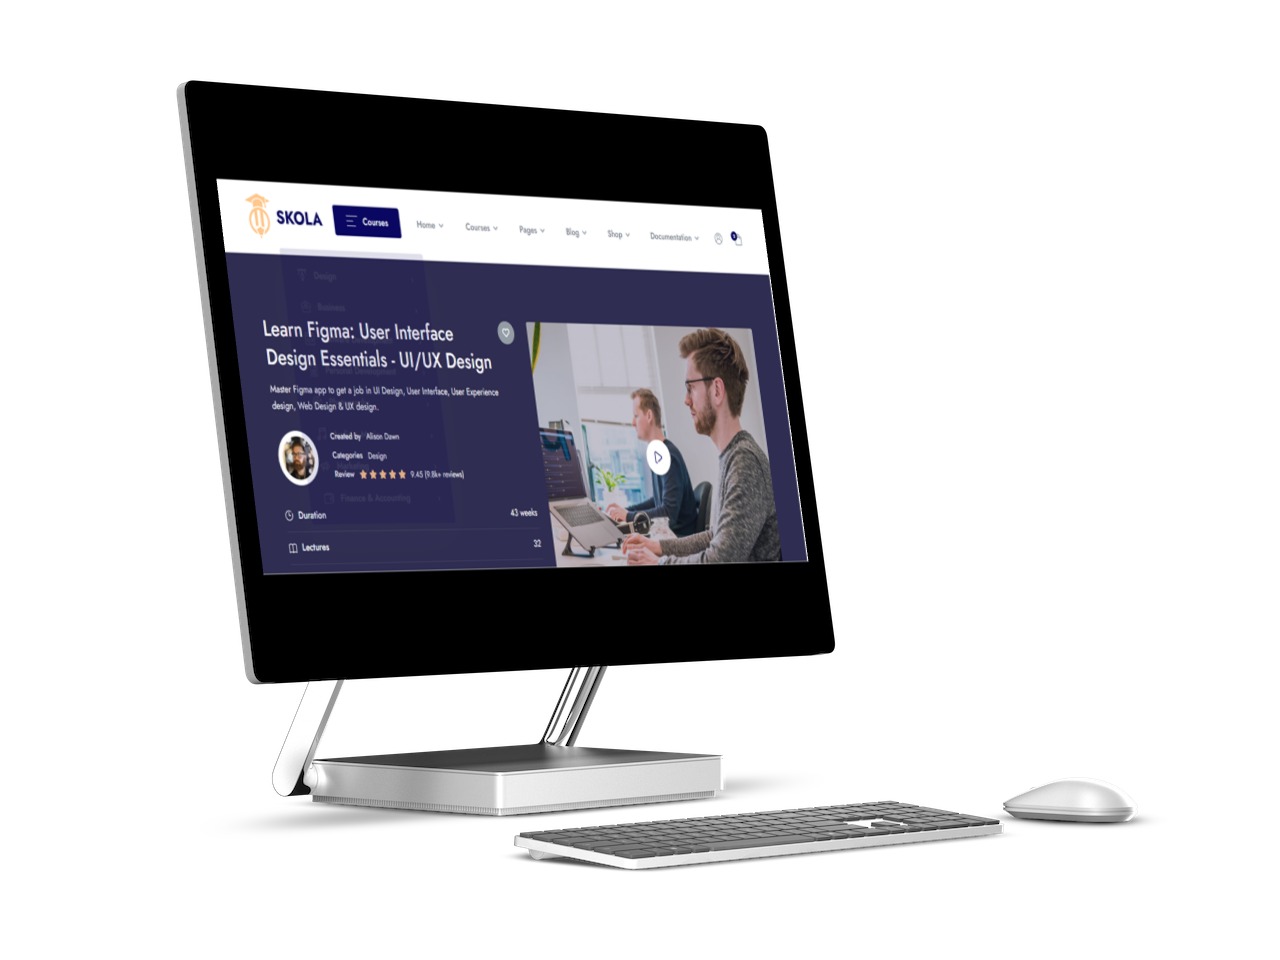 SKOLA
Courses
Home
Courses
Pages
Blog
Shop
Documentation
0
Design
Business
Learn Figma: User Interface
Design Essentials - UI/UX Design
Personal Development
Master Figma app to get a job in UI Design, User Interface, User Experience
design, Web Design & UX design.
Created by Alison Dawn
Categories Design
Review 9.45 (9.8k+ reviews)
Finance & Accounting
Duration 43 weeks
Lectures 32